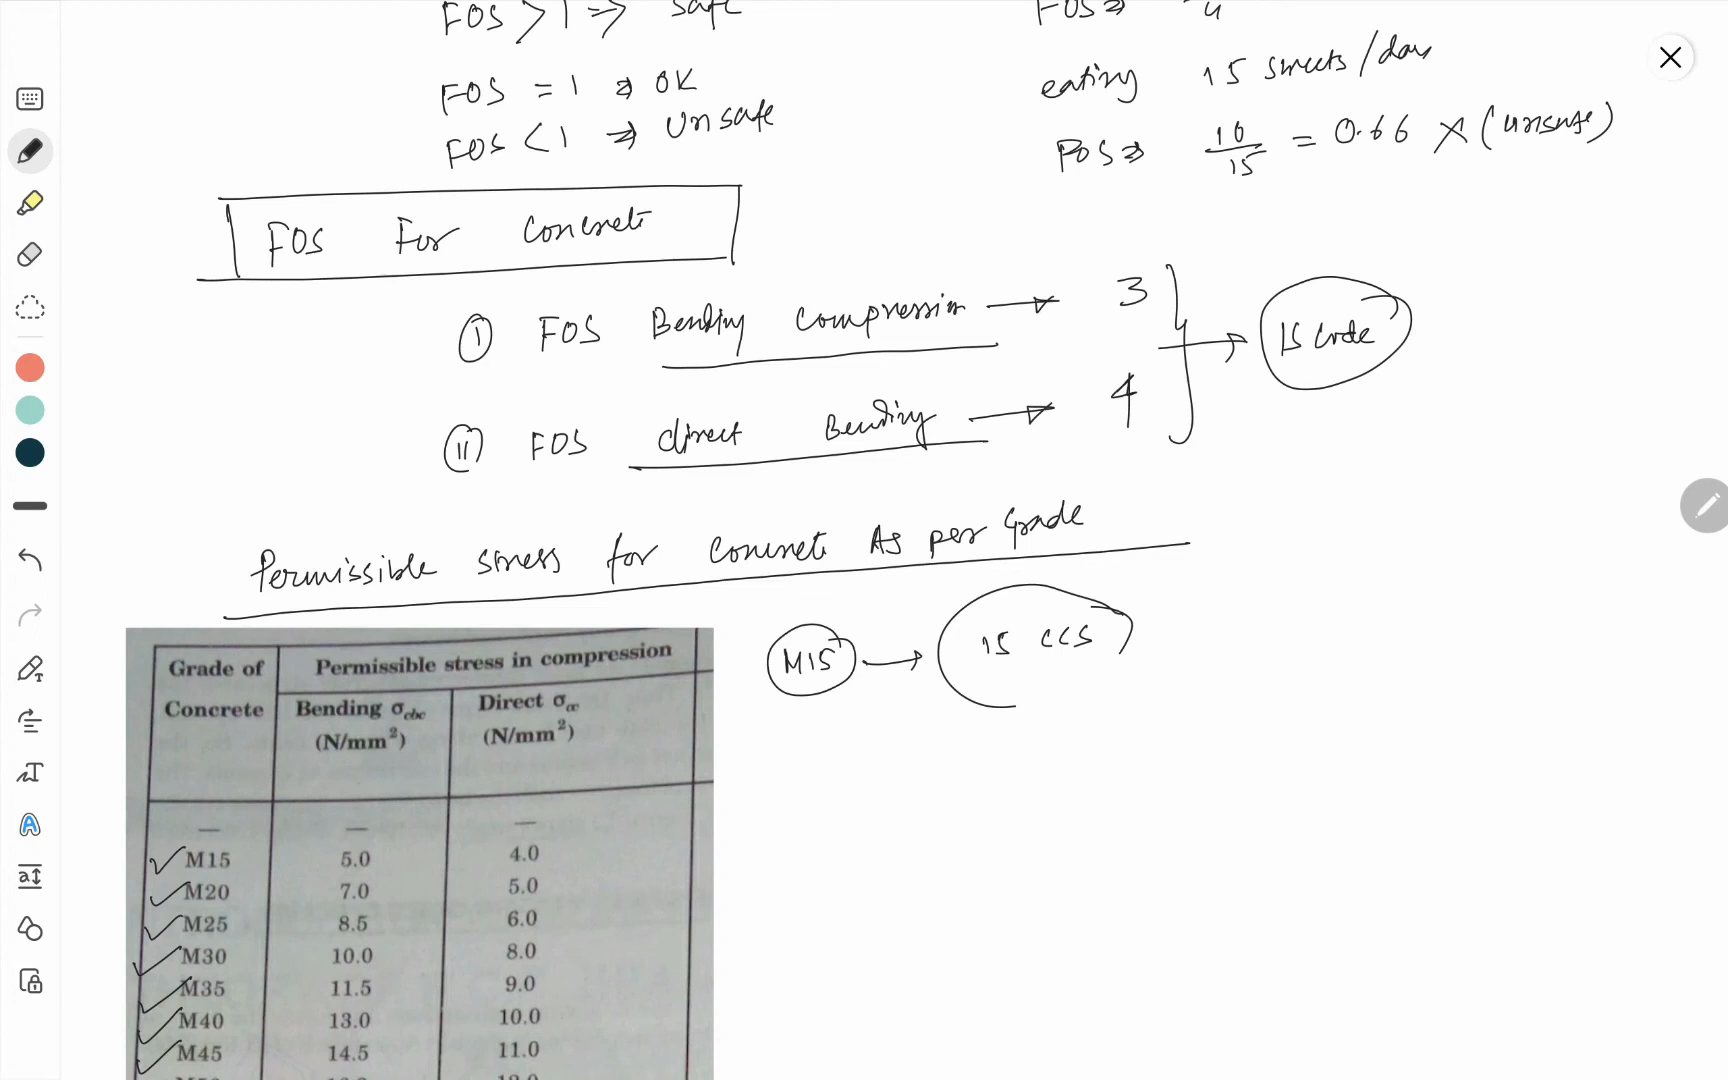 FOS > 1 => safe
FOS = 1 => OK
FOS < 1 => Unsafe
FOS =>
eating 15 sweets / day
FOS => 10/15 = 0.66 X (unsafe)
FOS For Concrete
(I) FOS Bending compression → 3
(II) FOS direct Bending → 4
IS Code
Permissible stress for concrete As per Grade
M15 → 15 CCS
Grade of Concrete
Permissible stress in compression
Bending σcbc (N/mm²)
Direct σcc (N/mm²)
— — —
M15 5.0 4.0
M20 7.0 5.0
M25 8.5 6.0
M30 10.0 8.0
M35 11.5 9.0
M40 13.0 10.0
M45 14.5 11.0